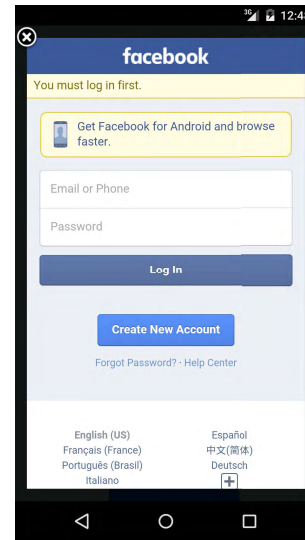 3G 12:4
facebook
You must log in first.
Get Facebook for Android and browse
faster.
Email or Phone
Password
Log In
Create New Account
Forgot Password? · Help Center
English (US) Español
Français (France) 中文(简体)
Português (Brasil) Deutsch
Italiano